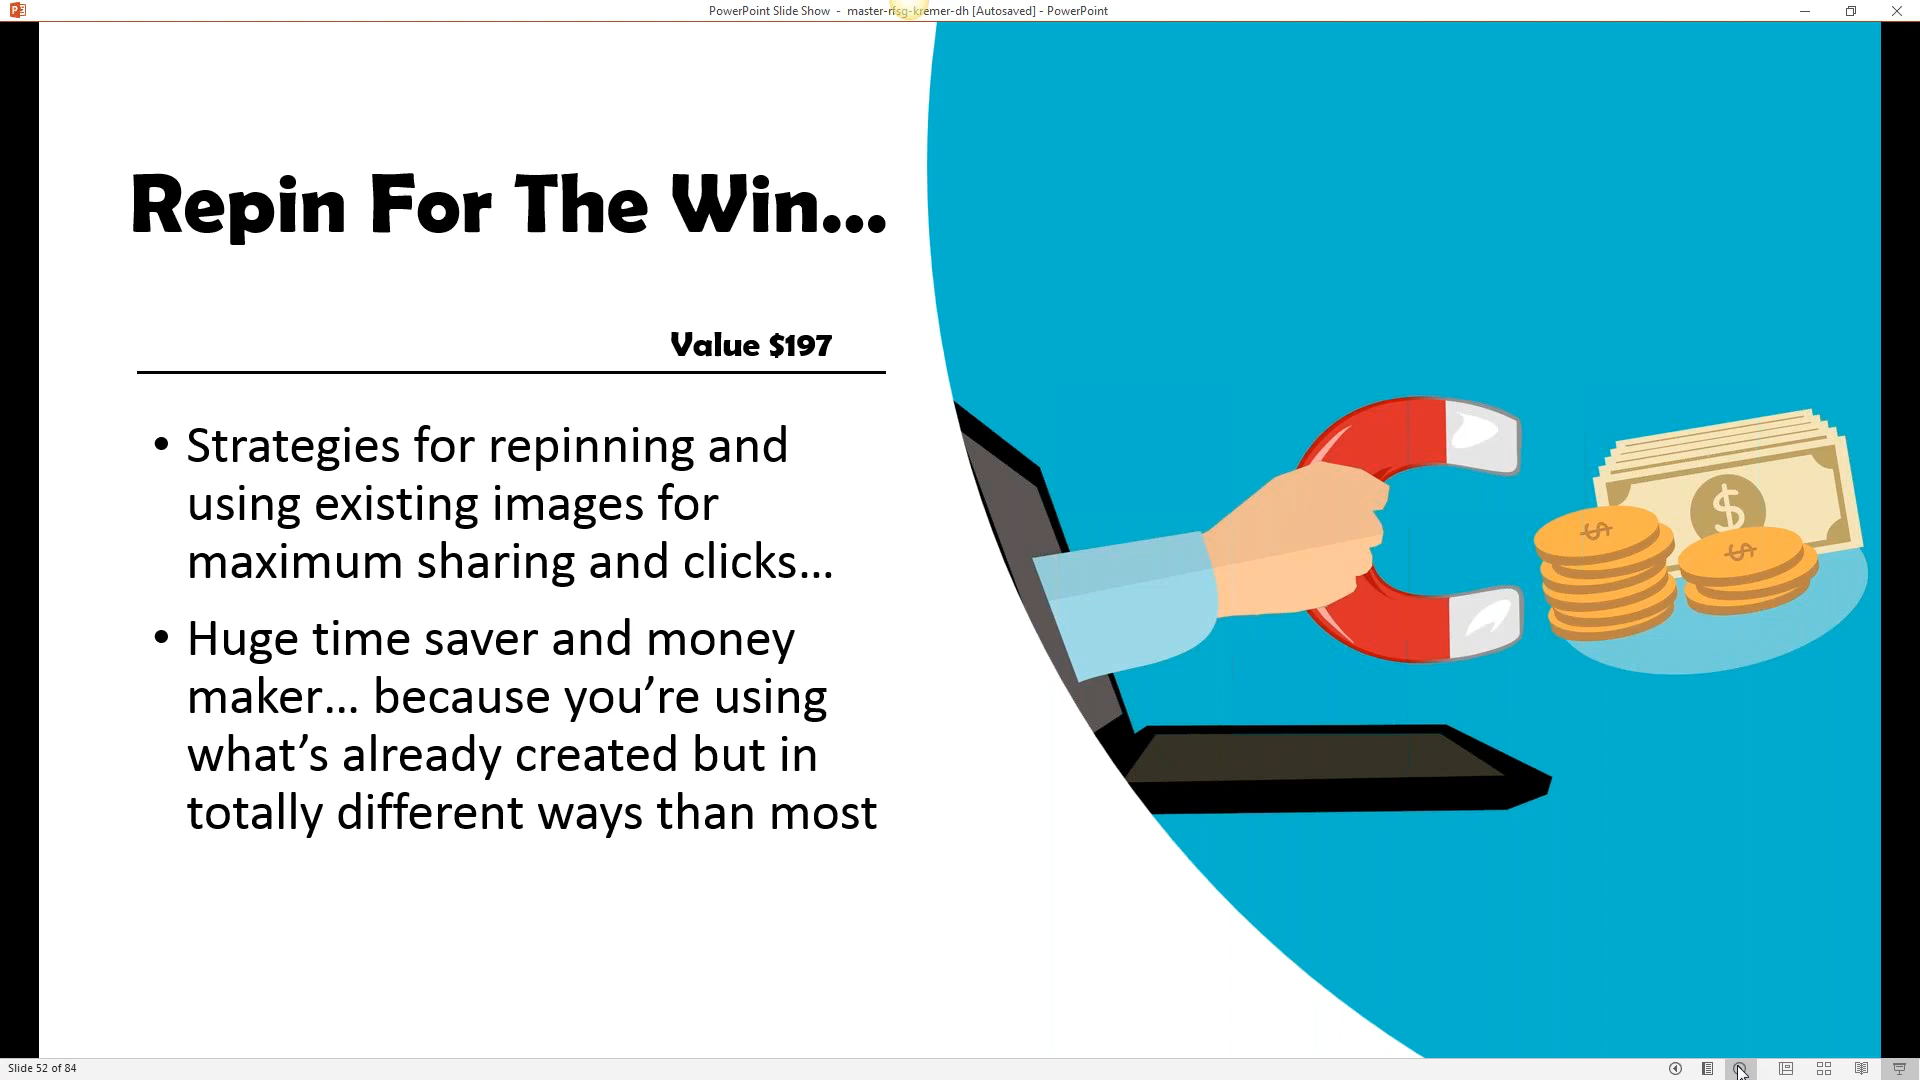 PowerPoint Slide Show - master-rfsg-kremer-dh [Autosaved] - PowerPoint
Repin For The Win...
Value $197
• Strategies for repinning and
using existing images for
maximum sharing and clicks...
• Huge time saver and money
maker... because you’re using
what’s already created but in
totally different ways than most
$
$
$
Slide 52 of 84